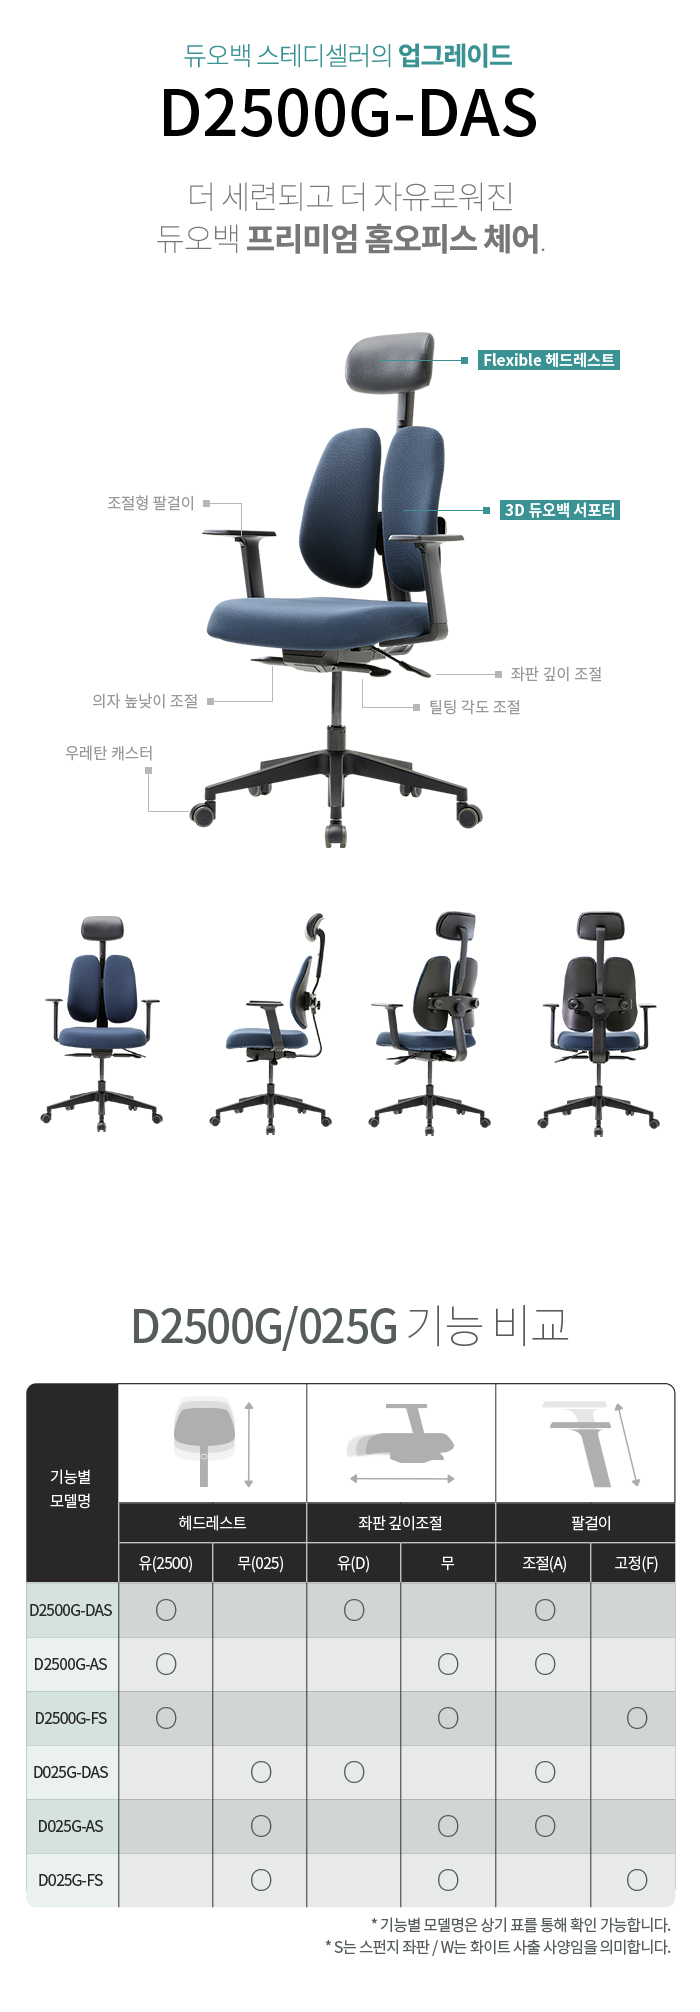 듀오백 스테디셀러의 업그레이드
D2500G-DAS
더 세련되고 더 자유로워진
듀오백 프리미엄 홈오피스 체어.
Flexible 헤드레스트
조절형 팔걸이
3D 듀오백 서포터
좌판 깊이 조절
의자 높낮이 조절
틸팅 각도 조절
우레탄 캐스터
D2500G/025G 기능 비교
기능별
모델명
헤드레스트 좌판 깊이조절 팔걸이
유(2500) 무(025) 유(D) 무 조절(A) 고정(F)
D2500G-DAS ○ ○ ○
D2500G-AS ○ ○ ○
D2500G-FS ○ ○ ○
D025G-DAS ○ ○ ○
D025G-AS ○ ○ ○
D025G-FS ○ ○ ○
* 기능별 모델명은 상기 표를 통해 확인 가능합니다.
* S는 스펀지 좌판 / W는 화이트 사출 사양임을 의미합니다.